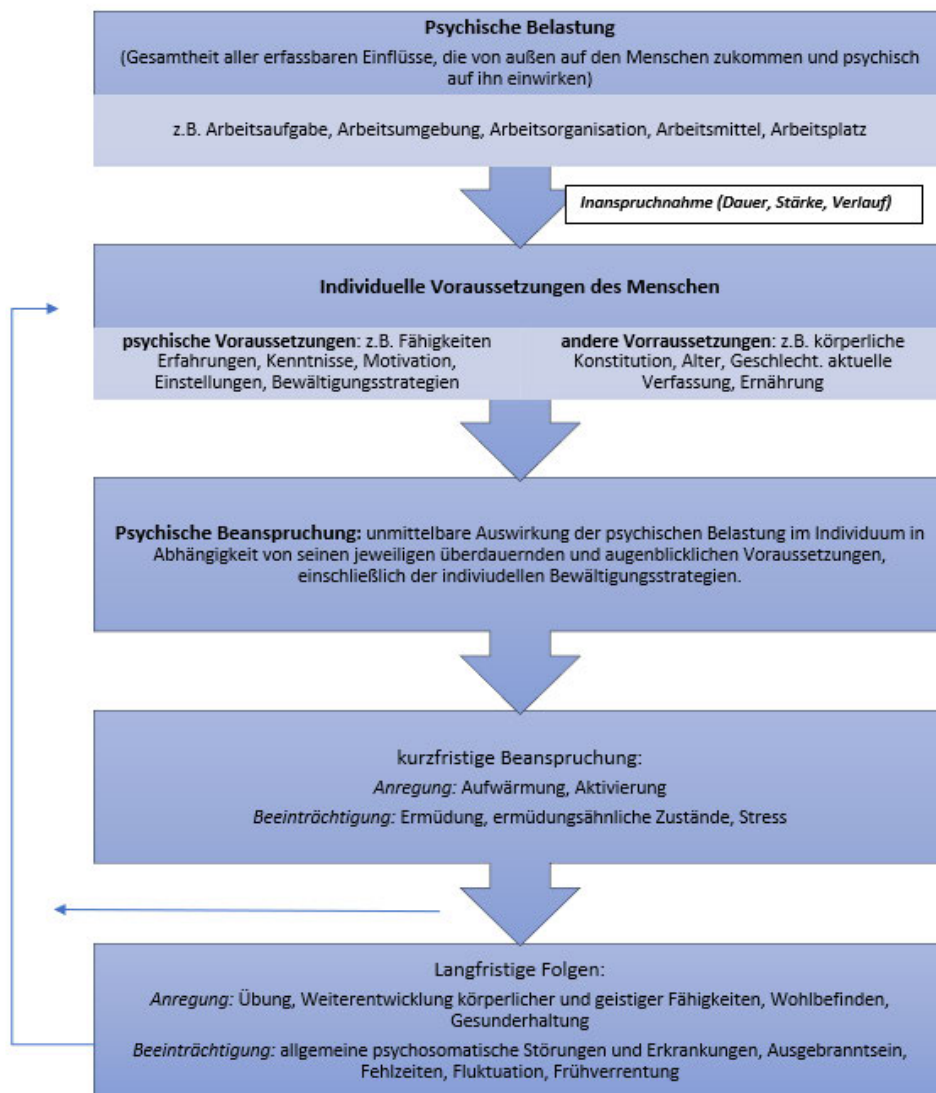 Psychische Belastung
(Gesamtheit aller erfassbaren Einflüsse, die von außen auf den Menschen zukommen und psychisch
auf ihn einwirken)
z.B. Arbeitsaufgabe, Arbeitsumgebung, Arbeitsorganisation, Arbeitsmittel, Arbeitsplatz
Inanspruchnahme (Dauer, Stärke, Verlauf)
Individuelle Voraussetzungen des Menschen
psychische Voraussetzungen: z.B. Fähigkeiten
Erfahrungen, Kenntnisse, Motivation,
Einstellungen, Bewältigungsstrategien
andere Vorraussetzungen: z.B. körperliche
Konstitution, Alter, Geschlecht. aktuelle
Verfassung, Ernährung
Psychische Beanspruchung: unmittelbare Auswirkung der psychischen Belastung im Individuum in
Abhängigkeit von seinen jeweiligen überdauernden und augenblicklichen Voraussetzungen,
einschließlich der indiviudellen Bewältigungsstrategien.
kurzfristige Beanspruchung:
Anregung: Aufwärmung, Aktivierung
Beeinträchtigung: Ermüdung, ermüdungsähnliche Zustände, Stress
Langfristige Folgen:
Anregung: Übung, Weiterentwicklung körperlicher und geistiger Fähigkeiten, Wohlbefinden,
Gesunderhaltung
Beeinträchtigung: allgemeine psychosomatische Störungen und Erkrankungen, Ausgebranntsein,
Fehlzeiten, Fluktuation, Frühverrentung